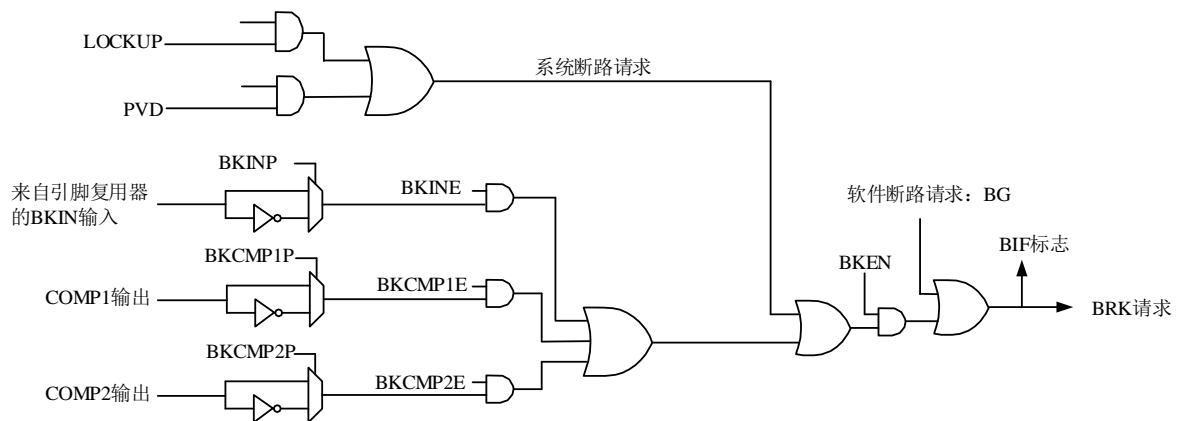 LOCKUP
系统断路请求
PVD
BKINP
来自引脚复用器
的BKIN输入
BKINE
软件断路请求：BG
BIF标志
BKCMP1P
BKEN
COMP1输出
BKCMP1E
BRK请求
BKCMP2P
COMP2输出
BKCMP2E